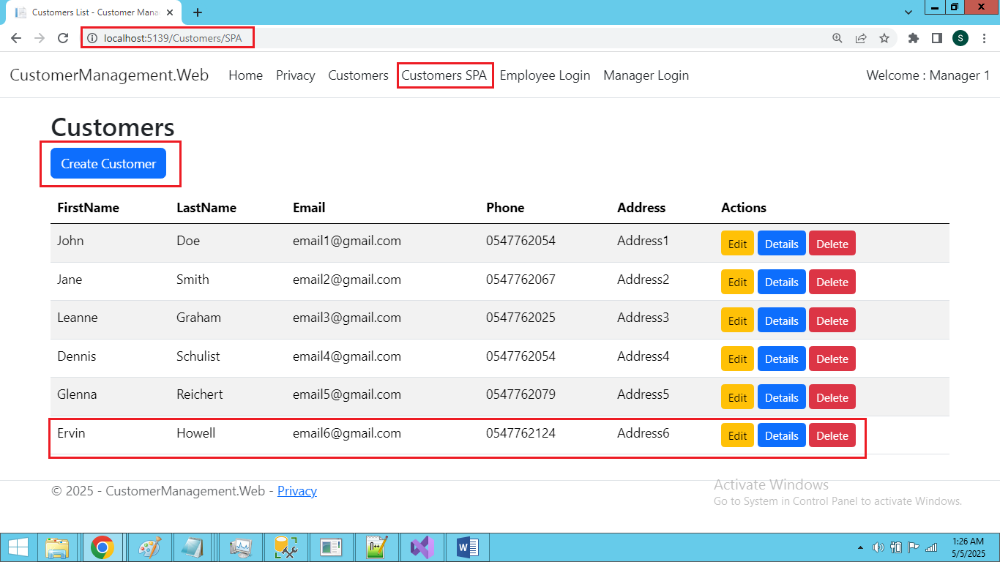 Customers List - Customer Mana
localhost:5139/Customers/SPA
S
CustomerManagement.Web Home Privacy Customers Customers SPA Employee Login Manager Login Welcome : Manager 1
Customers
Create Customer
FirstName LastName Email Phone Address Actions
John Doe email1@gmail.com 0547762054 Address1 Edit Details Delete
Jane Smith email2@gmail.com 0547762067 Address2 Edit Details Delete
Leanne Graham email3@gmail.com 0547762025 Address3 Edit Details Delete
Dennis Schulist email4@gmail.com 0547762054 Address4 Edit Details Delete
Glenna Reichert email5@gmail.com 0547762079 Address5 Edit Details Delete
Ervin Howell email6@gmail.com 0547762124 Address6 Edit Details Delete
© 2025 - CustomerManagement.Web - Privacy
Activate Windows
Go to System in Control Panel to activate Windows.
1:26 AM
5/5/2025